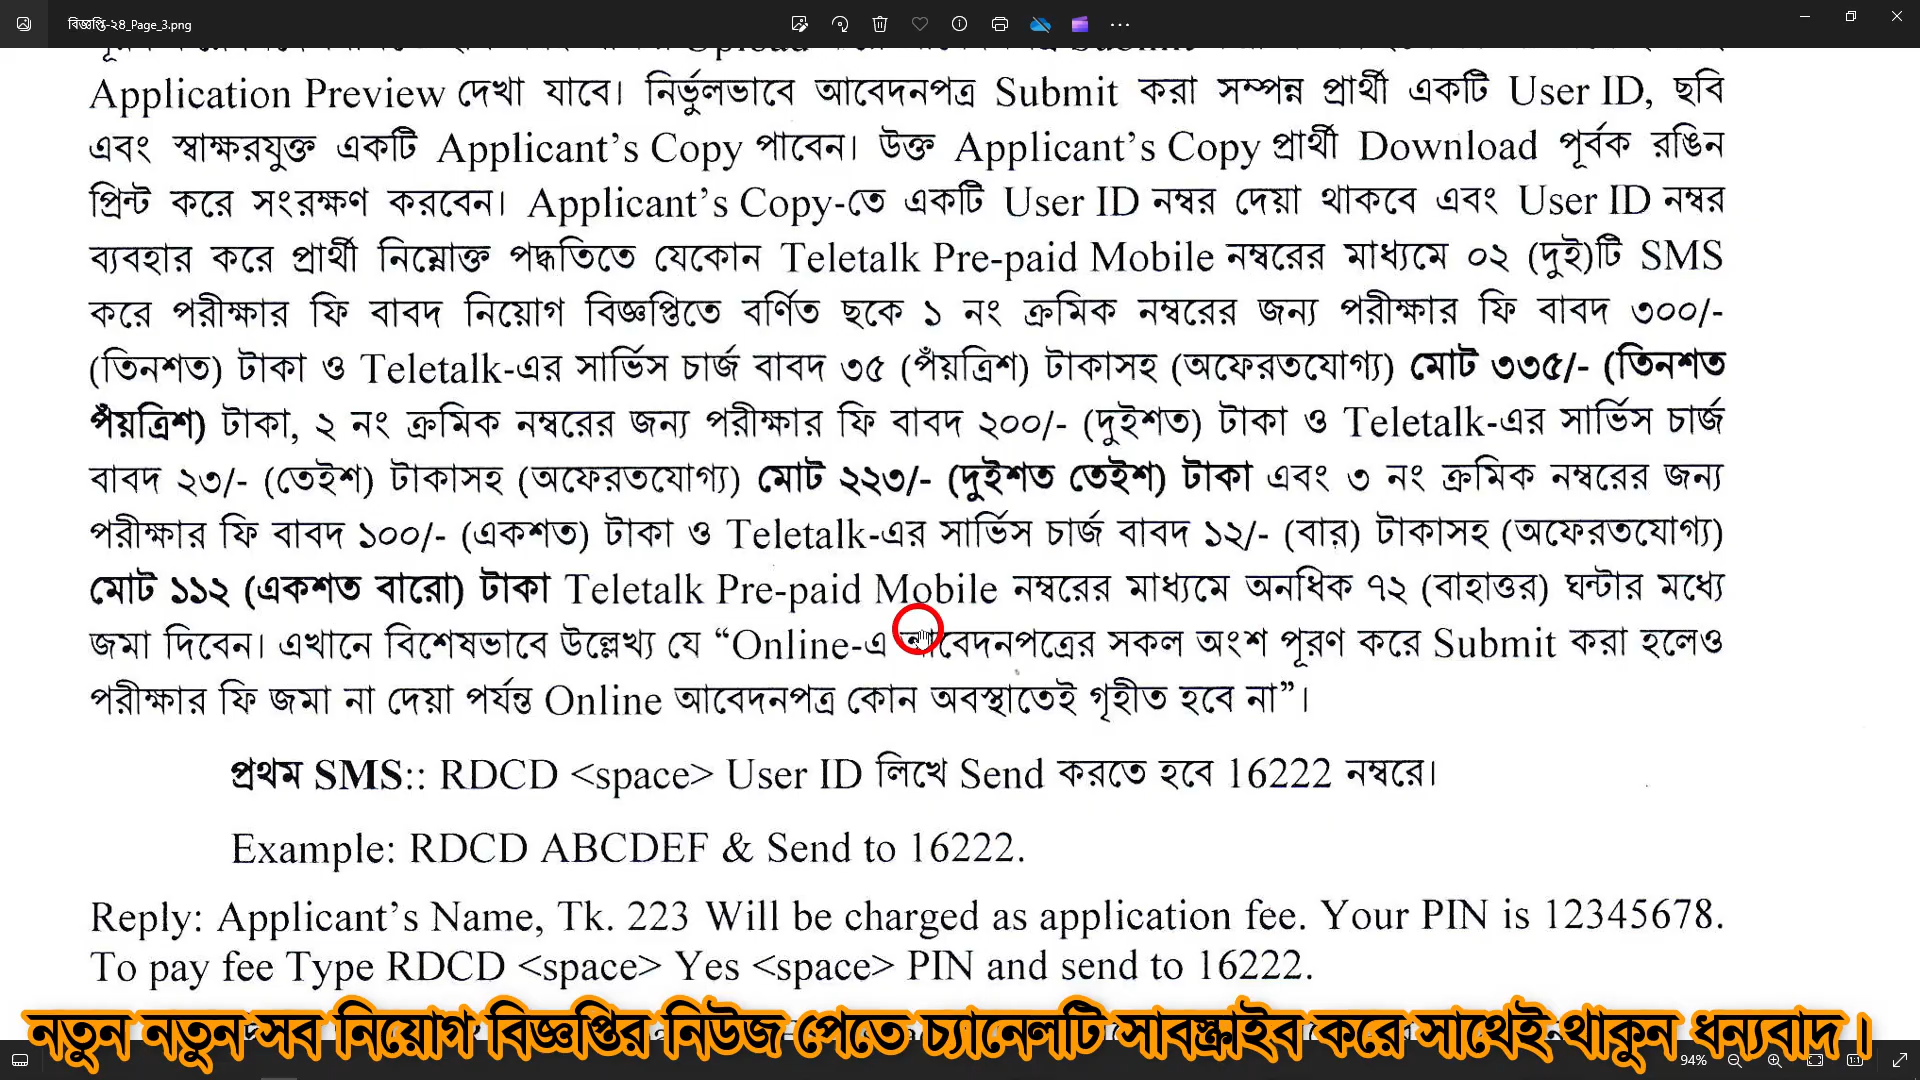 বিজ্ঞপ্তি-২৪_Page_3.png
Application Preview দেখা যাবে। নির্ভুলভাবে আবেদনপত্র Submit করা সম্পন্ন প্রার্থী একটি User ID, ছবি
এবং স্বাক্ষরযুক্ত একটি Applicant’s Copy পাবেন। উক্ত Applicant’s Copy প্রার্থী Download পূর্বক রঙিন
প্রিন্ট করে সংরক্ষণ করবেন। Applicant’s Copy-তে একটি User ID নম্বর দেয়া থাকবে এবং User ID নম্বর
ব্যবহার করে প্রার্থী নিম্নোক্ত পদ্ধতিতে যেকোন Teletalk Pre-paid Mobile নম্বরের মাধ্যমে ০২ (দুই)টি SMS
করে পরীক্ষার ফি বাবদ নিয়োগ বিজ্ঞপ্তিতে বর্ণিত ছকে ১ নং ক্রমিক নম্বরের জন্য পরীক্ষার ফি বাবদ ৩০০/-
(তিনশত) টাকা ও Teletalk-এর সার্ভিস চার্জ বাবদ ৩৫ (পঁয়ত্রিশ) টাকাসহ (অফেরতযোগ্য) মোট ৩৩৫/- (তিনশত
পঁয়ত্রিশ) টাকা, ২ নং ক্রমিক নম্বরের জন্য পরীক্ষার ফি বাবদ ২০০/- (দুইশত) টাকা ও Teletalk-এর সার্ভিস চার্জ
বাবদ ২৩/- (তেইশ) টাকাসহ (অফেরতযোগ্য) মোট ২২৩/- (দুইশত তেইশ) টাকা এবং ৩ নং ক্রমিক নম্বরের জন্য
পরীক্ষার ফি বাবদ ১০০/- (একশত) টাকা ও Teletalk-এর সার্ভিস চার্জ বাবদ ১২/- (বার) টাকাসহ (অফেরতযোগ্য)
মোট ১১২ (একশত বারো) টাকা Teletalk Pre-paid Mobile নম্বরের মাধ্যমে অনধিক ৭২ (বাহাত্তর) ঘন্টার মধ্যে
জমা দিবেন। এখানে বিশেষভাবে উল্লেখ্য যে “Online-এ আবেদনপত্রের সকল অংশ পূরণ করে Submit করা হলেও
পরীক্ষার ফি জমা না দেয়া পর্যন্ত Online আবেদনপত্র কোন অবস্থাতেই গৃহীত হবে না”।
প্রথম SMS:: RDCD <space> User ID লিখে Send করতে হবে 16222 নম্বরে।
Example: RDCD ABCDEF & Send to 16222.
Reply: Applicant’s Name, Tk. 223 Will be charged as application fee. Your PIN is 12345678.
To pay fee Type RDCD <space> Yes <space> PIN and send to 16222.
নতুন নতুন সব নিয়োগ বিজ্ঞপ্তির নিউজ পেতে চ্যানেলটি সাবস্ক্রাইব করে সাথেই থাকুন ধন্যবাদ।
94%